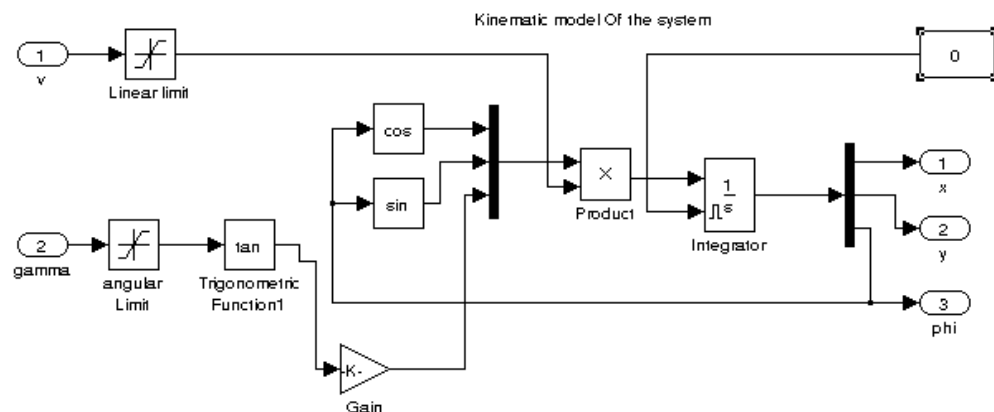 Kinematic model Of the system
1
v
Linear limit
0
cos
sin
×
Product
1
s
Integrator
1
x
2
y
2
gamma
angular
Limit
tan
Trigonometric
Function1
3
phi
-K-
Gain